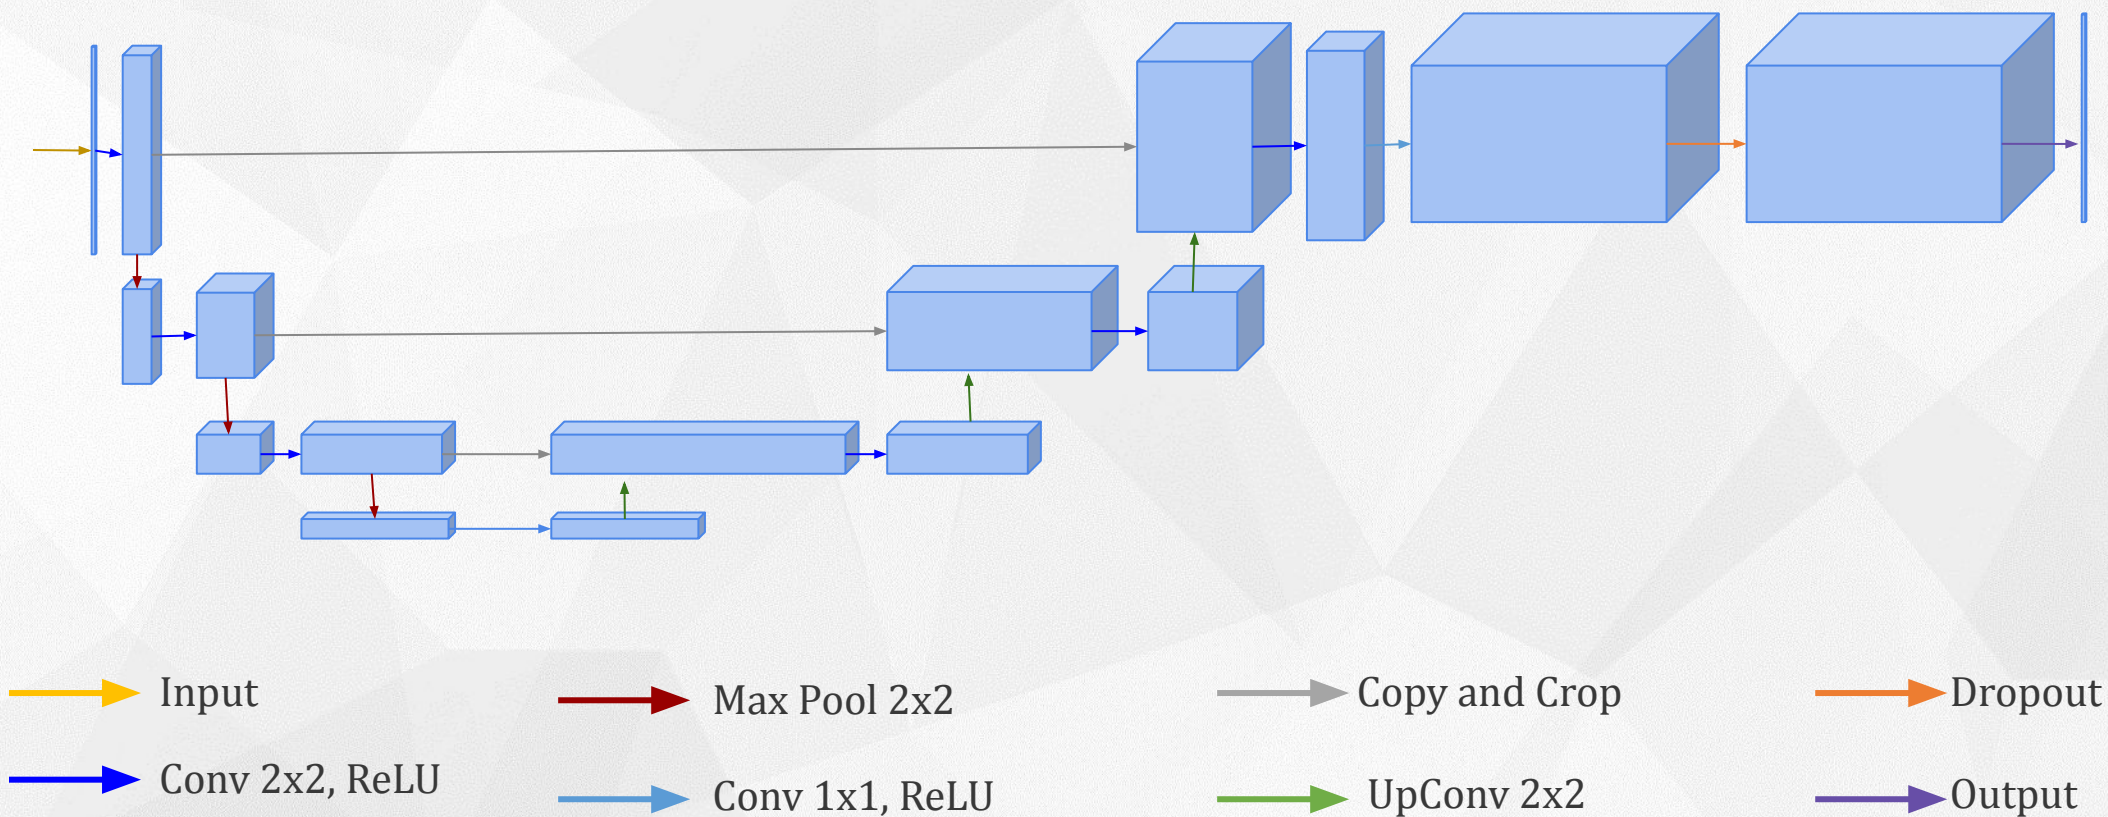 Input
Max Pool 2x2
Copy and Crop
Dropout
Conv 2x2, ReLU
Conv 1x1, ReLU
UpConv 2x2
Output